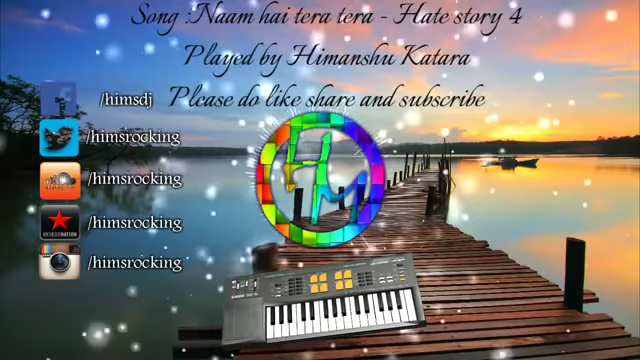 Song :Naam hai tera tera - Hate story 4
Played by Himanshu Katara
Please do like share and subscribe
/himsdj
/himsrocking
/himsrocking
REVERBNATION
/himsrocking
/himsrocking